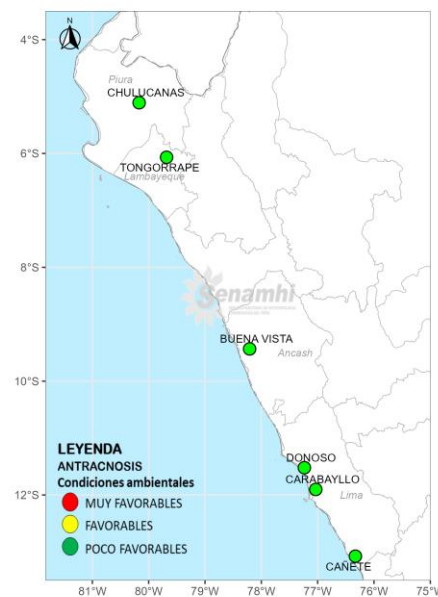 N
4°S
Piura
CHULUCANAS
6°S
TONGORRAPE
Lambayeque
8°S
Senamhi
BUENA VISTA
Ancash
10°S
LEYENDA
ANTRACNOSIS
Condiciones ambientales
MUY FAVORABLES
FAVORABLES
POCO FAVORABLES
DONOSO
CARABAYLLO
12°S
Lima
CAÑETE
81°W 80°W 79°W 78°W 77°W 76°W 75°W